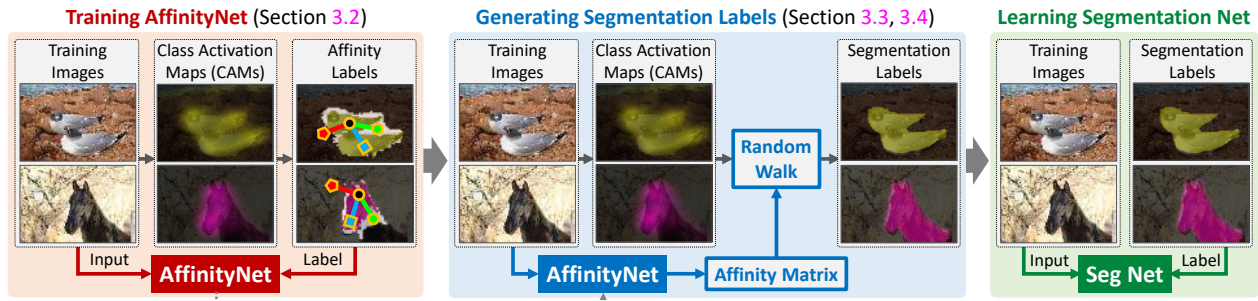 Training AffinityNet (Section 3.2)
Training
Images
Class Activation
Maps (CAMs)
Affinity
Labels
Input
AffinityNet
Label
Generating Segmentation Labels (Section 3.3, 3.4)
Training
Images
Class Activation
Maps (CAMs)
Segmentation
Labels
Random
Walk
AffinityNet
Affinity Matrix
Learning Segmentation Net
Training
Images
Segmentation
Labels
Input
Seg Net
Label